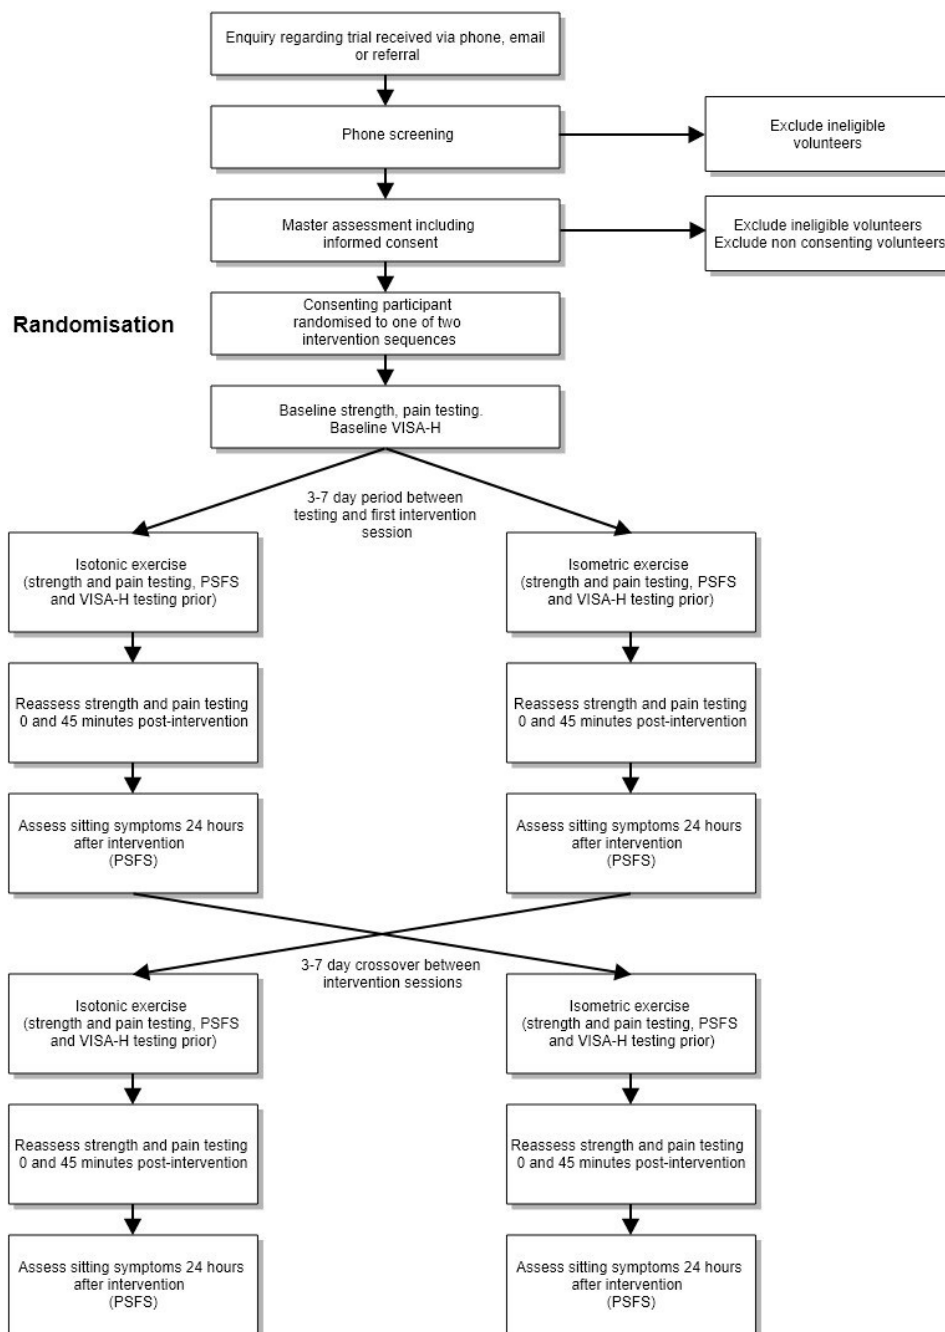 Enquiry regarding trial received via phone, email
or referral
Phone screening
Exclude ineligible
volunteers
Master assessment including
informed consent
Exclude ineligible volunteers
Exclude non consenting volunteers
Randomisation
Consenting participant
randomised to one of two
intervention sequences
Baseline strength, pain testing.
Baseline VISA-H
3-7 day period between
testing and first intervention
session
Isotonic exercise
(strength and pain testing, PSFS
and VISA-H testing prior)
Isometric exercise
(strength and pain testing, PSFS
and VISA-H testing prior)
Reassess strength and pain testing
0 and 45 minutes post-intervention
Reassess strength and pain testing
0 and 45 minutes post-intervention
Assess sitting symptoms 24 hours
after intervention
(PSFS)
Assess sitting symptoms 24 hours
after intervention
(PSFS)
3-7 day crossover between
intervention sessions
Isotonic exercise
(strength and pain testing, PSFS
and VISA-H testing prior)
Isometric exercise
(strength and pain testing, PSFS
and VISA-H testing prior)
Reassess strength and pain testing
0 and 45 minutes post-intervention
Reassess strength and pain testing
0 and 45 minutes post-intervention
Assess sitting symptoms 24 hours
after intervention
(PSFS)
Assess sitting symptoms 24 hours
after intervention
(PSFS)